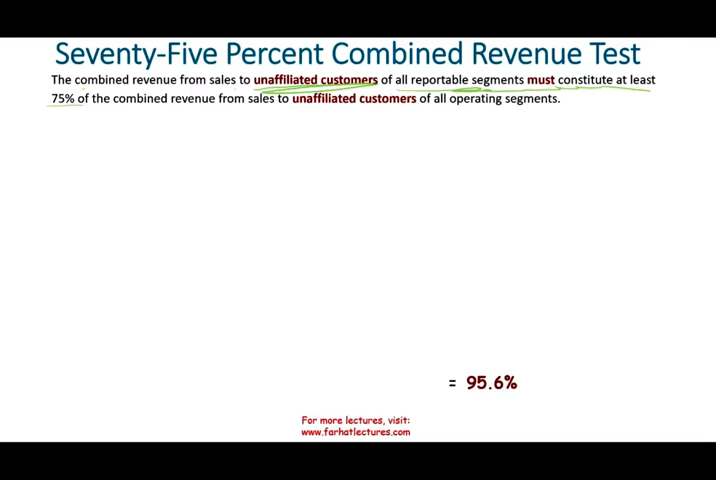 Seventy-Five Percent Combined Revenue Test
The combined revenue from sales to unaffiliated customers of all reportable segments must constitute at least
75% of the combined revenue from sales to unaffiliated customers of all operating segments.
= 95.6%
For more lectures, visit:
www.farhatlectures.com